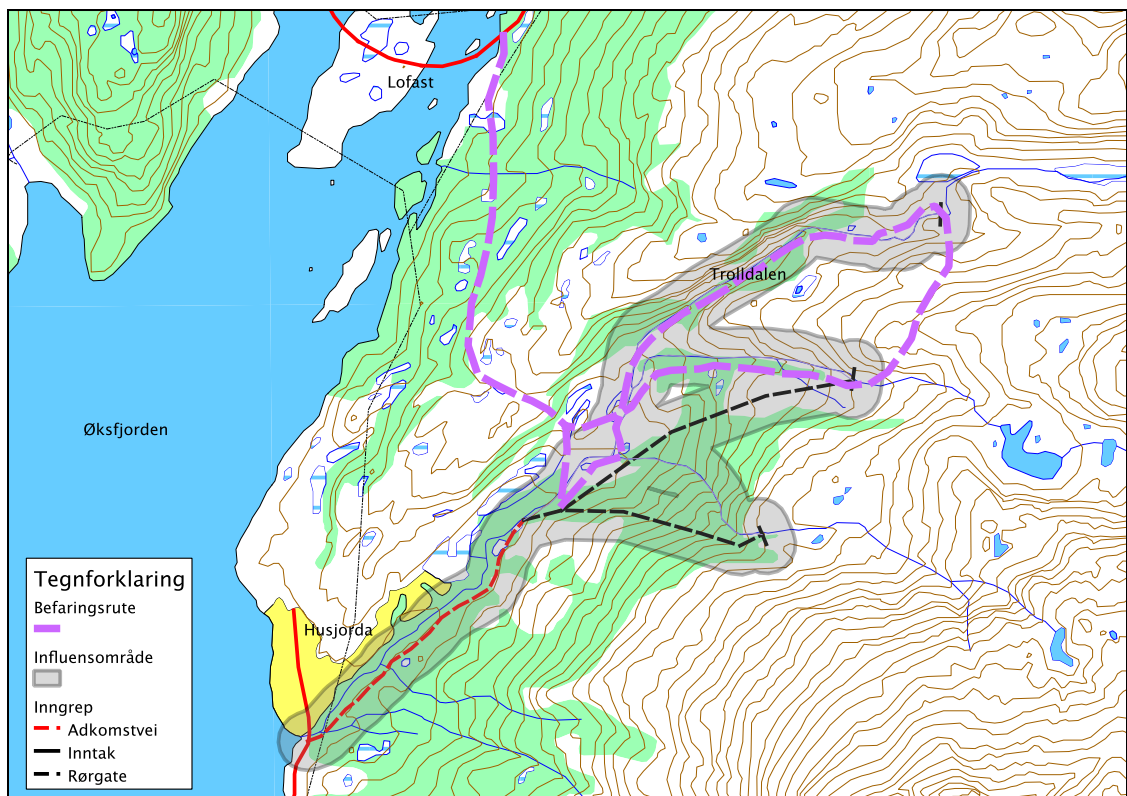 Lofast
Trolldalen
Øksfjorden
Husjorda
Tegnforklaring
Befaringsrute
Influensområde
Inngrep
Adkomstvei
Inntak
Rørgate